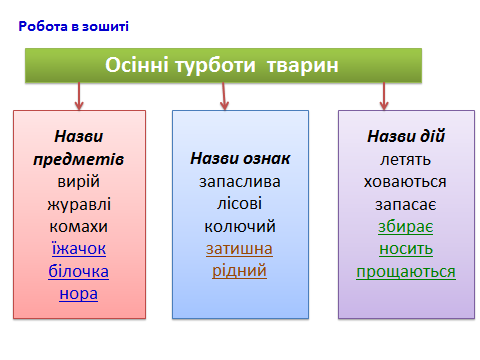 Робота в зошиті
Осінні турботи тварин
Назви
предметів
вирій
журавлі
комахи
їжачок
білочка
нора
Назви ознак
запаслива
лісові
колючий
затишна
рідний
Назви дій
летять
ховаються
запасає
збирає
носить
прощаються